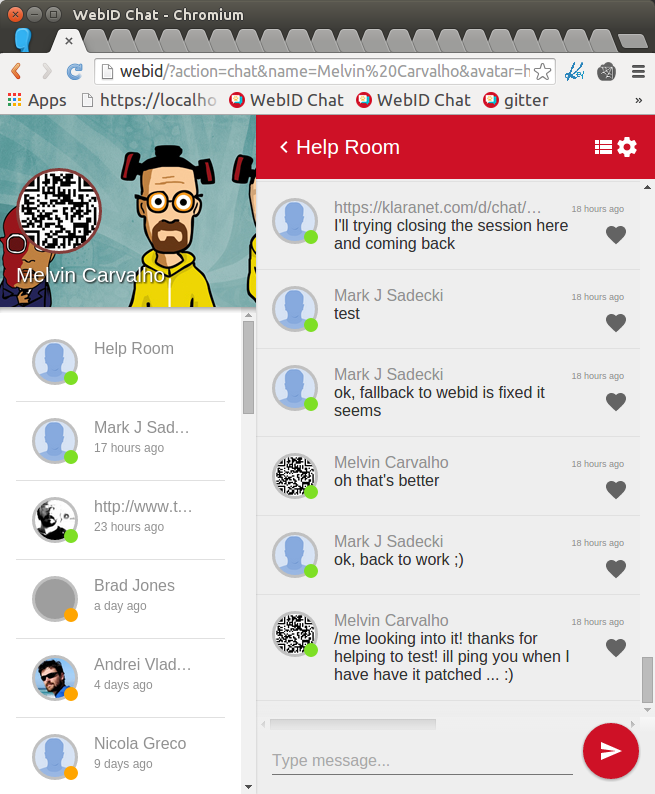 WebID Chat - Chromium
webid/?action=chat&name=Melvin%20Carvalho&avatar=h
Apps
https://localho
WebID Chat
WebID Chat
gitter
»
Melvin Carvalho
Help Room
Mark J Sad…
17 hours ago
http://www.t…
23 hours ago
Brad Jones
a day ago
Andrei Vlad…
4 days ago
Nicola Greco
9 days ago
Help Room
https://klaranet.com/d/chat/…
18 hours ago
I'll trying closing the session here
and coming back
Mark J Sadecki
18 hours ago
test
Mark J Sadecki
18 hours ago
ok, fallback to webid is fixed it
seems
Melvin Carvalho
18 hours ago
oh that's better
Mark J Sadecki
18 hours ago
ok, back to work ;)
Melvin Carvalho
18 hours ago
/me looking into it! thanks for
helping to test! ill ping you when I
have have it patched ... :)
Type message...